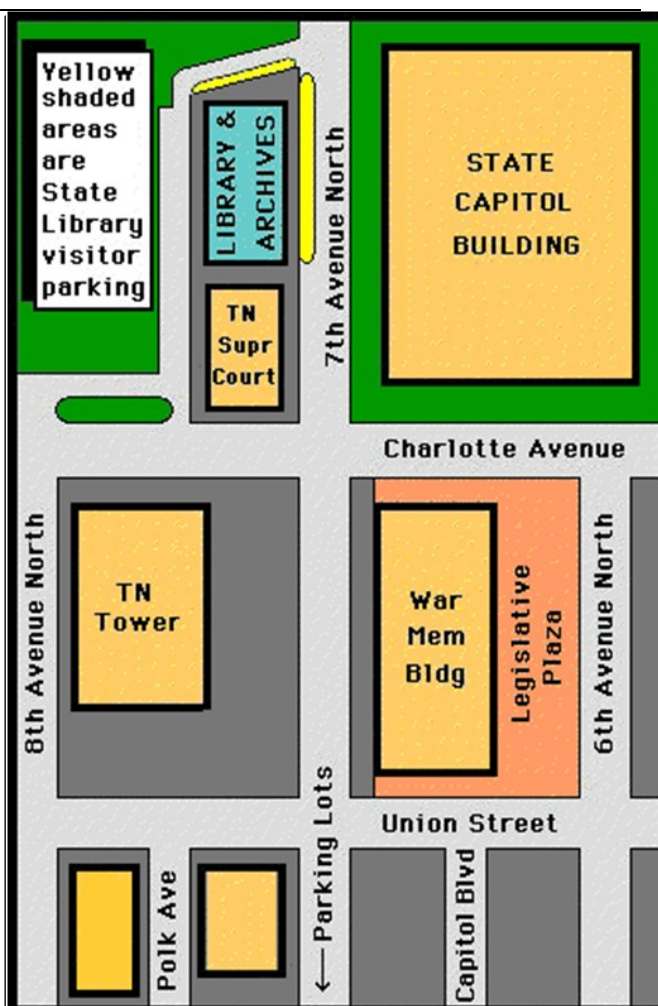 Yellow
shaded
areas
are
State
Library
visitor
parking
LIBRARY &
ARCHIVES
TN
Supr
Court
7th Avenue North
STATE
CAPITOL
BUILDING
Charlotte Avenue
8th Avenue North
TN
Tower
War
Mem
Bldg
Legislative
Plaza
6th Avenue North
Union Street
Polk Ave
←Parking Lots
Capitol Blvd